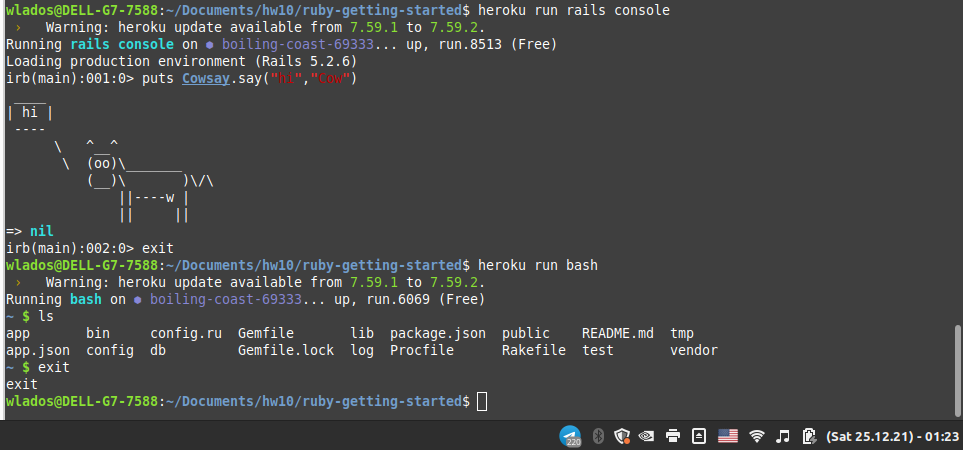 wlados@DELL-G7-7588:~/Documents/hw10/ruby-getting-started$ heroku run rails console
 ›   Warning: heroku update available from 7.59.1 to 7.59.2.
Running rails console on ⬢ boiling-coast-69333... up, run.8513 (Free)
Loading production environment (Rails 5.2.6)
irb(main):001:0> puts Cowsay.say("hi","Cow")
 ____
| hi |
 ----
      \   ^__^
       \  (oo)\_______
          (__)\       )\/\
              ||----w |
              ||     ||
=> nil
irb(main):002:0> exit
wlados@DELL-G7-7588:~/Documents/hw10/ruby-getting-started$ heroku run bash
 ›   Warning: heroku update available from 7.59.1 to 7.59.2.
Running bash on ⬢ boiling-coast-69333... up, run.6069 (Free)
~ $ ls
app       bin     config.ru  Gemfile       lib  package.json  public    README.md  tmp
app.json  config  db         Gemfile.lock  log  Procfile      Rakefile  test       vendor
~ $ exit
exit
wlados@DELL-G7-7588:~/Documents/hw10/ruby-getting-started$
220 (Sat 25.12.21) - 01:23